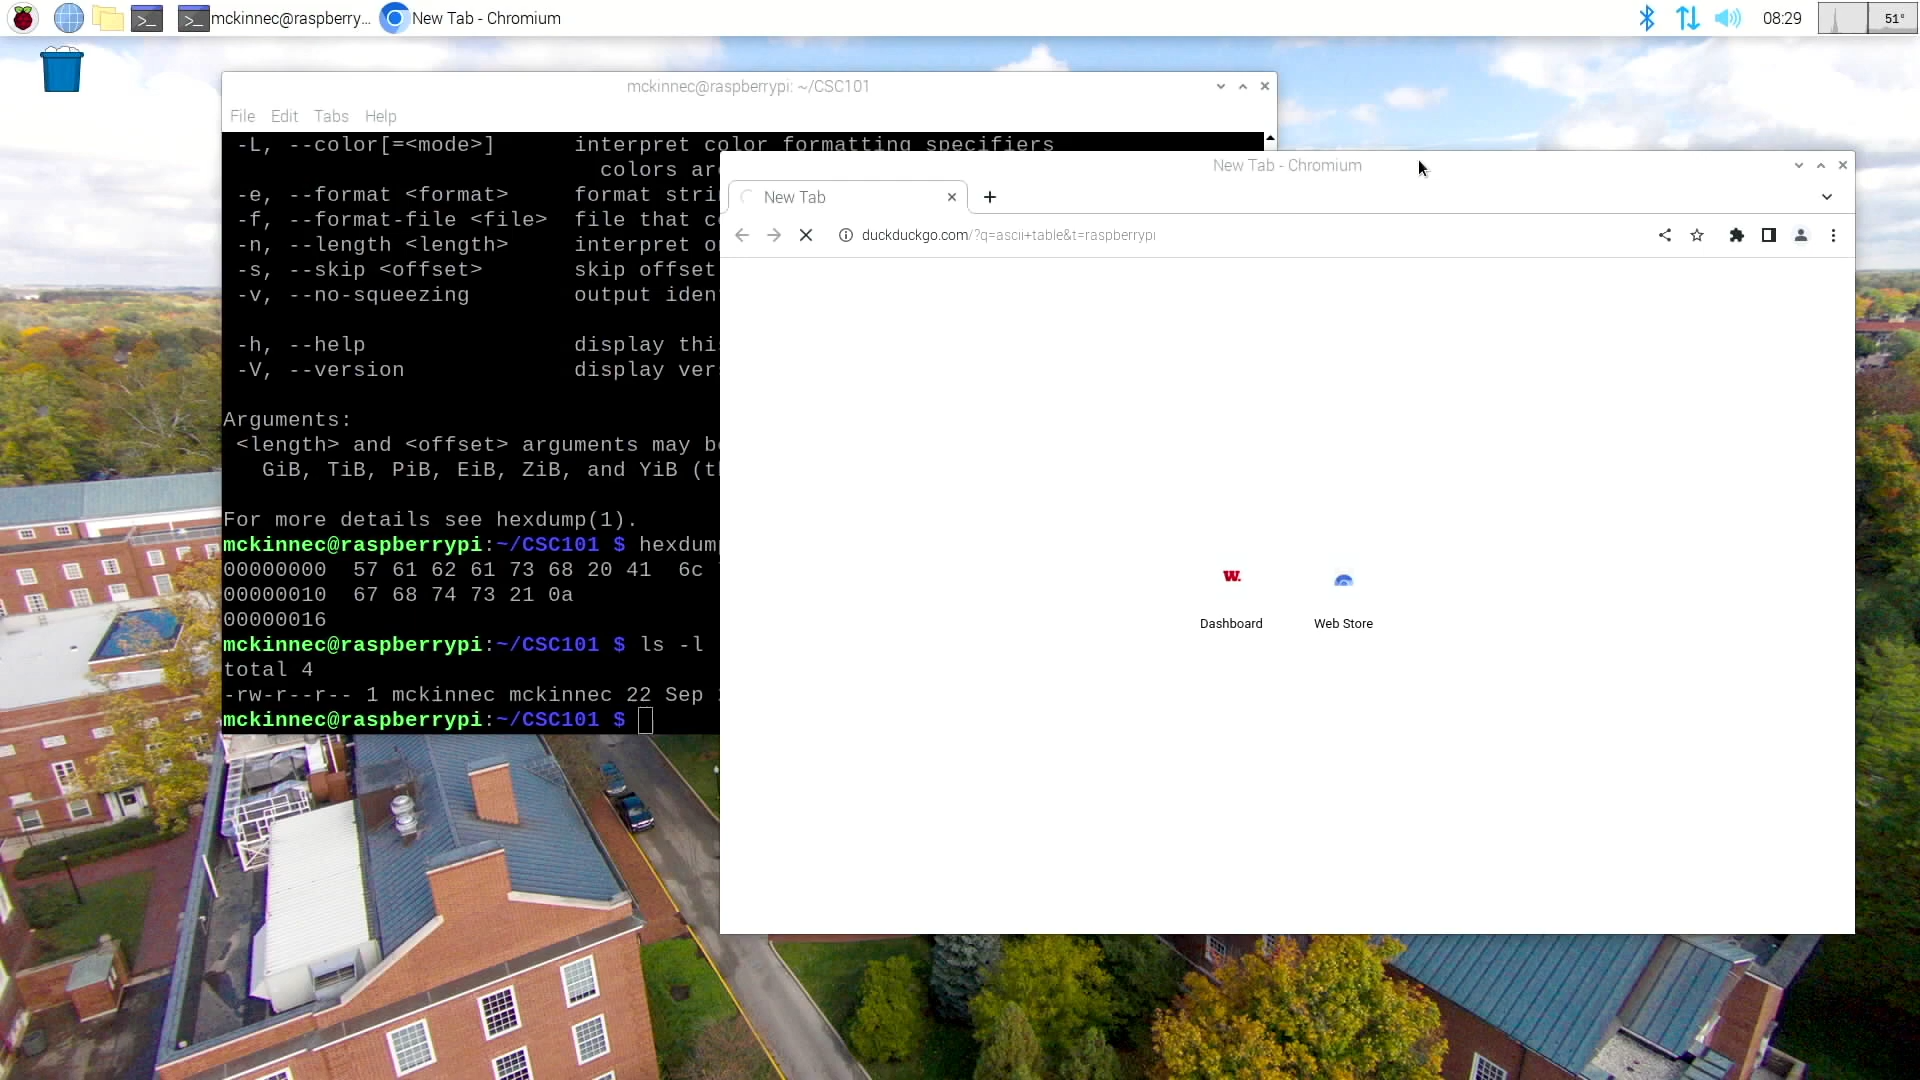 mckinnec@raspberry...
New Tab - Chromium
08:29
51°
mckinnec@raspberrypi: ~/CSC101
File Edit Tabs Help
-L, --color[=<mode>] interpret color formatting specifiers
colors are
-e, --format <format> format stri
-f, --format-file <file> file that c
-n, --length <length> interpret o
-s, --skip <offset> skip offset
-v, --no-squeezing output iden
-h, --help display this
-V, --version display ver
Arguments:
<length> and <offset> arguments may be
GiB, TiB, PiB, EiB, ZiB, and YiB (t
For more details see hexdump(1).
mckinnec@raspberrypi:~/CSC101 $ hexdump
00000000 57 61 62 61 73 68 20 41 6c
00000010 67 68 74 73 21 0a
00000016
mckinnec@raspberrypi:~/CSC101 $ ls -l
total 4
-rw-r--r-- 1 mckinnec mckinnec 22 Sep
mckinnec@raspberrypi:~/CSC101 $
New Tab - Chromium
New Tab
duckduckgo.com/?q=ascii+table&t=raspberrypi
W.
Dashboard
Web Store